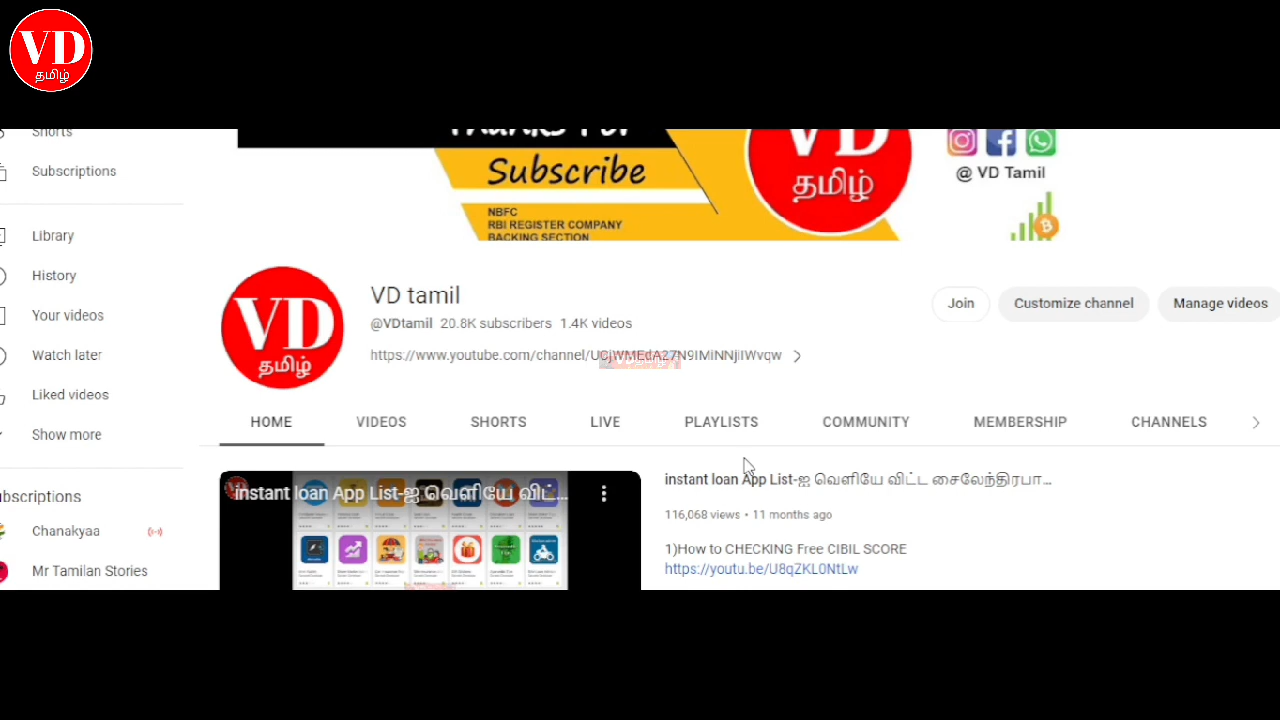 VD
தமிழ்
Shorts
Subscriptions
Library
History
Your videos
Watch later
Liked videos
Show more
Chanakyaa
Mr Tamilan Stories
Thanks For
Subscribe
NBFC
RBI REGISTER COMPANY
BACKING SECTION
VD
தமிழ்
@ VD Tamil
VD
தமிழ்
VD tamil
@VDtamil 20.8K subscribers 1.4K videos
Join
Customize channel
Manage videos
HOME
VIDEOS
SHORTS
LIVE
PLAYLISTS
COMMUNITY
MEMBERSHIP
CHANNELS
instant loan App List-ஐ வெளியே விட்...
instant loan App List-ஐ வெளியே விட்ட சைலேந்திரபா...
116,068 views • 11 months ago
1)How to CHECKING Free CIBIL SCORE
https://youtu.be/U8qZKL0NtLw